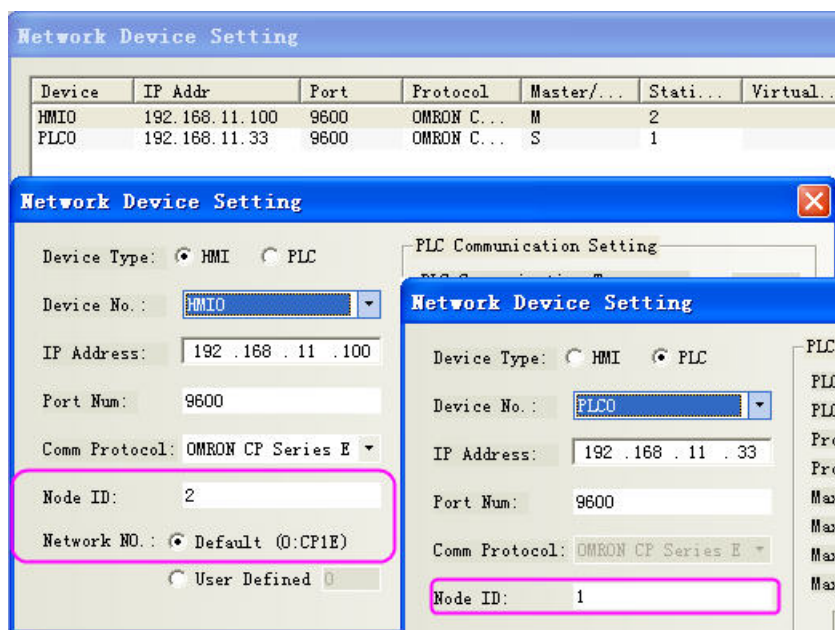 Network Device Setting
Device IP Addr Port Protocol Master/... Stati... Virtual...
HMI0 192.168.11.100 9600 OMRON C... M 2
PLC0 192.168.11.33 9600 OMRON C... S 1
Network Device Setting
Device Type: HMI PLC
Device No.: HMI0
IP Address: 192 .168 . 11 .100
Port Num: 9600
Comm Protocol: OMRON CP Series E
Node ID: 2
Network NO.: Default (0:CP1E)
User Defined 0
PLC Communication Setting
Network Device Setting
Device Type: HMI PLC
Device No.: PLC0
IP Address: 192 .168 . 11 . 33
Port Num: 9600
Comm Protocol: OMRON CP Series E
Node ID: 1
PLC